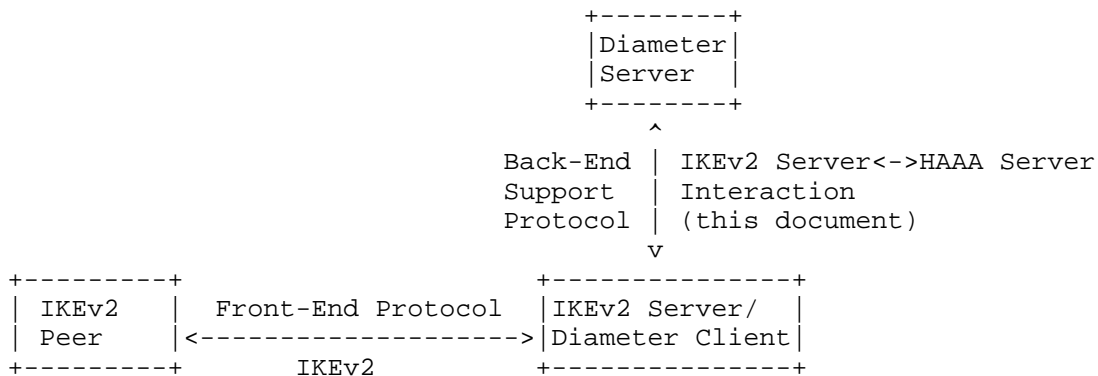 Diameter
Server
Back-End | IKEv2 Server<->HAAA Server
Support | Interaction
Protocol | (this document)
IKEv2 Front-End Protocol IKEv2 Server/
Peer <--------------------> Diameter Client
IKEv2